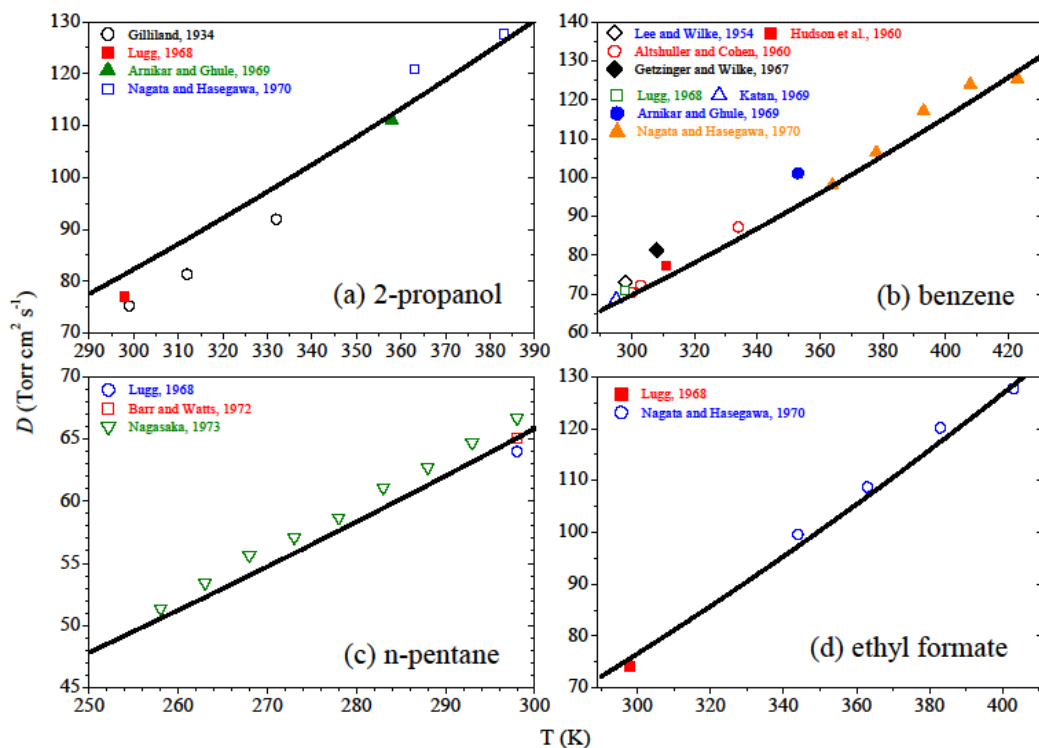 130
120
110
100
90
80
70
Gilliland, 1934
Lugg, 1968
Arnikar and Ghule, 1969
Nagata and Hasegawa, 1970
(a) 2-propanol
290 300 310 320 330 340 350 360 370 380 390
140
130
120
110
100
90
80
70
60
Lee and Wilke, 1954 Hudson et al., 1960
Altshuller and Cohen, 1960
Getzinger and Wilke, 1967
Lugg, 1968 Katan, 1969
Arnikar and Ghule, 1969
Nagata and Hasegawa, 1970
(b) benzene
300 320 340 360 380 400 420
D (Torr cm² s⁻¹)
70
65
60
55
50
45
Lugg, 1968
Barr and Watts, 1972
Nagasaka, 1973
(c) n-pentane
250 260 270 280 290 300
130
120
110
100
90
80
70
Lugg, 1968
Nagata and Hasegawa, 1970
(d) ethyl formate
300 320 340 360 380 400
T (K)